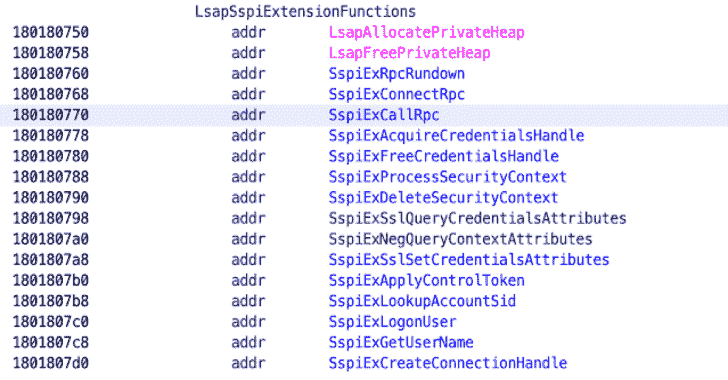 LsapSspiExtensionFunctions
180180750 addr LsapAllocatePrivateHeap
180180758 addr LsapFreePrivateHeap
180180760 addr SspiExRpcRundown
180180768 addr SspiExConnectRpc
180180770 addr SspiExCallRpc
180180778 addr SspiExAcquireCredentialsHandle
180180780 addr SspiExFreeCredentialsHandle
180180788 addr SspiExProcessSecurityContext
180180790 addr SspiExDeleteSecurityContext
180180798 addr SspiExSslQueryCredentialsAttributes
1801807a0 addr SspiExNegQueryContextAttributes
1801807a8 addr SspiExSslSetCredentialsAttributes
1801807b0 addr SspiExApplyControlToken
1801807b8 addr SspiExLookupAccountSid
1801807c0 addr SspiExLogonUser
1801807c8 addr SspiExGetUserName
1801807d0 addr SspiExCreateConnectionHandle